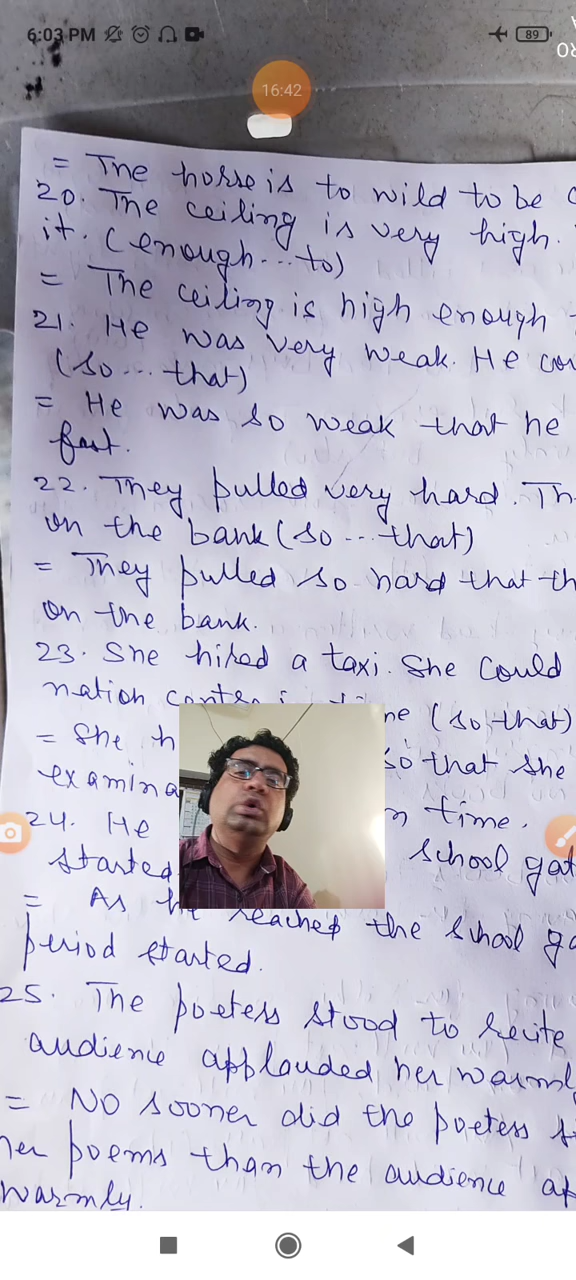 6:03 PM
89
16:42
= The horse is to wild to be
20. The ceiling is very high.
it. (enough...to)
= The ceiling is high enough
21. He was very weak. He
(so... that)
= He was so weak that he
fast.
22. They pulled very hard.
on the bank (so ... that)
= They pulled so hard that
on the bank.
23. She hired a taxi. She could
nation (so that)
= She so that she
24. He time.
started school
= As he reached the school
period started.
25. The poetess stood to recite
audience applauded her
= No sooner did the poetess
her poems than the audience
warmly.